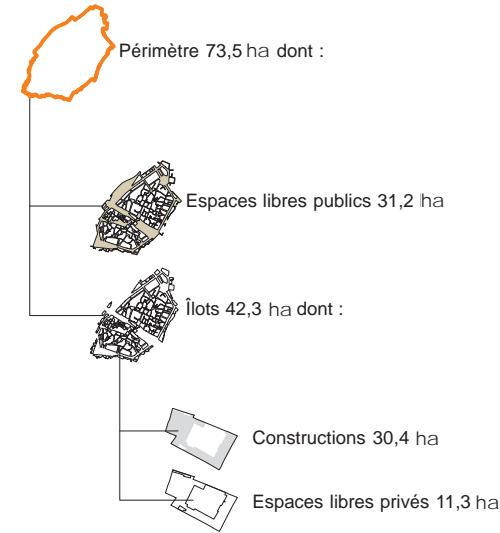 Périmètre 73,5 ha dont :
Espaces libres publics 31,2 ha
Îlots 42,3 ha dont :
Constructions 30,4 ha
Espaces libres privés 11,3 ha